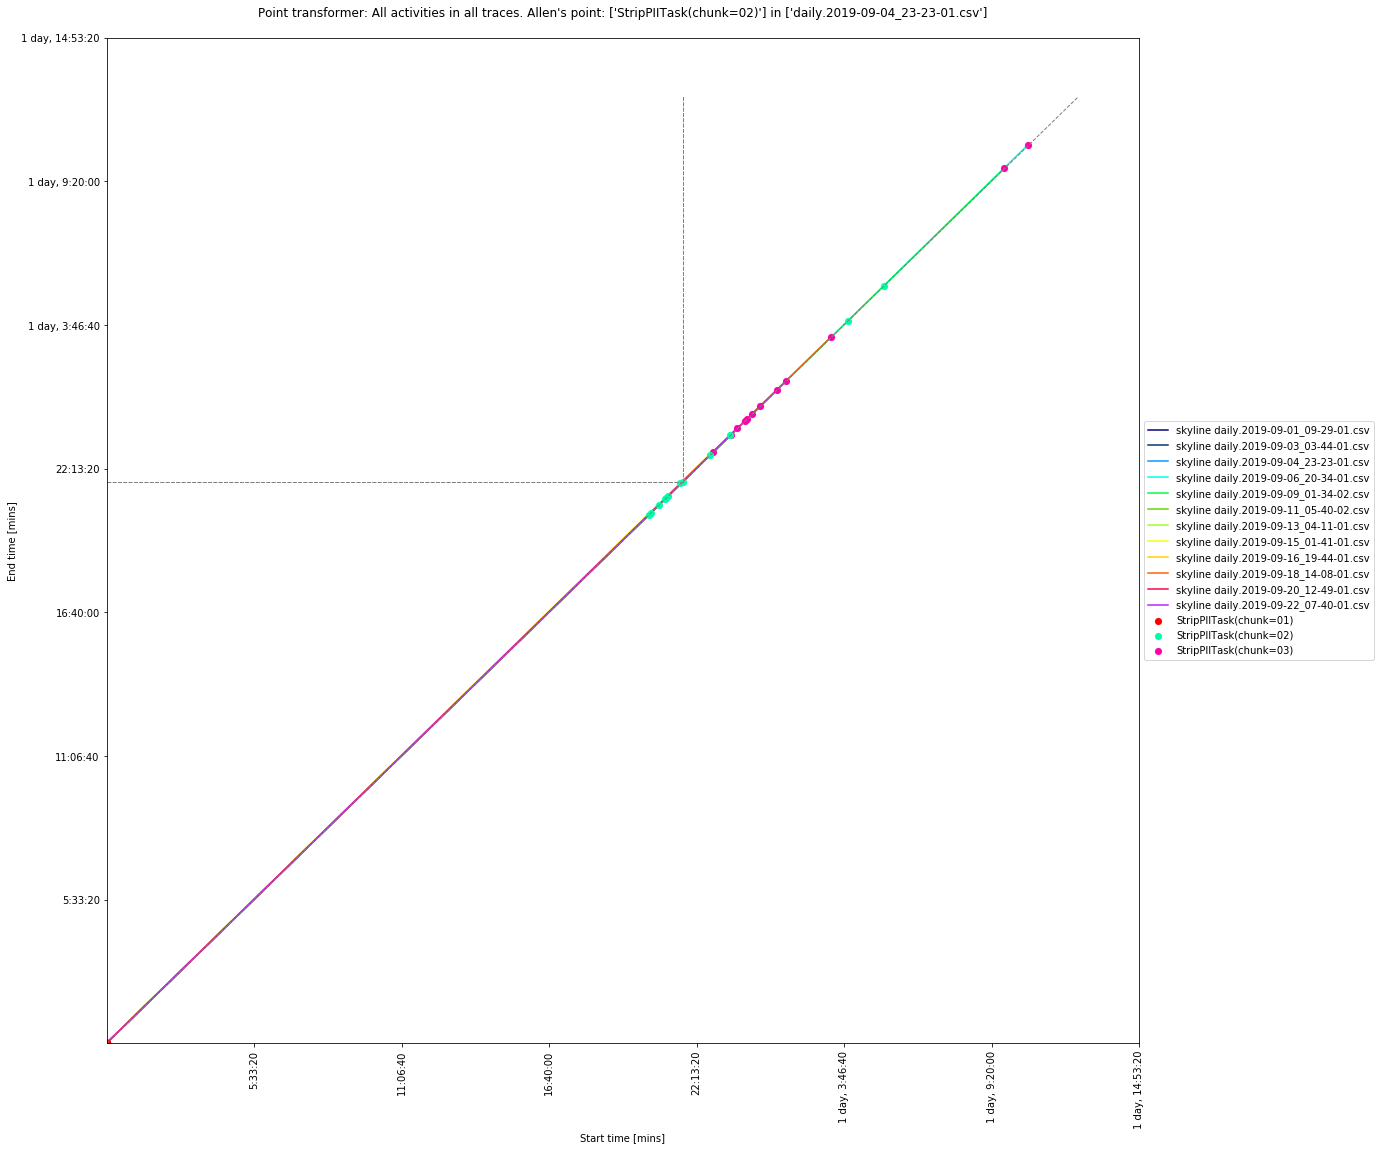 Point transformer: All activities in all traces. Allen's point: ['StripPIITask(chunk=02)'] in ['daily.2019-09-04_23-23-01.csv']
1 day, 14:53:20
1 day, 9:20:00
1 day, 3:46:40
22:13:20
16:40:00
11:06:40
5:33:20
End time [mins]
5:33:20
11:06:40
16:40:00
22:13:20
1 day, 3:46:40
1 day, 9:20:00
1 day, 14:53:20
Start time [mins]
skyline daily.2019-09-01_09-29-01.csv
skyline daily.2019-09-03_03-44-01.csv
skyline daily.2019-09-04_23-23-01.csv
skyline daily.2019-09-06_20-34-01.csv
skyline daily.2019-09-09_01-34-02.csv
skyline daily.2019-09-11_05-40-02.csv
skyline daily.2019-09-13_04-11-01.csv
skyline daily.2019-09-15_01-41-01.csv
skyline daily.2019-09-16_19-44-01.csv
skyline daily.2019-09-18_14-08-01.csv
skyline daily.2019-09-20_12-49-01.csv
skyline daily.2019-09-22_07-40-01.csv
StripPIITask(chunk=01)
StripPIITask(chunk=02)
StripPIITask(chunk=03)